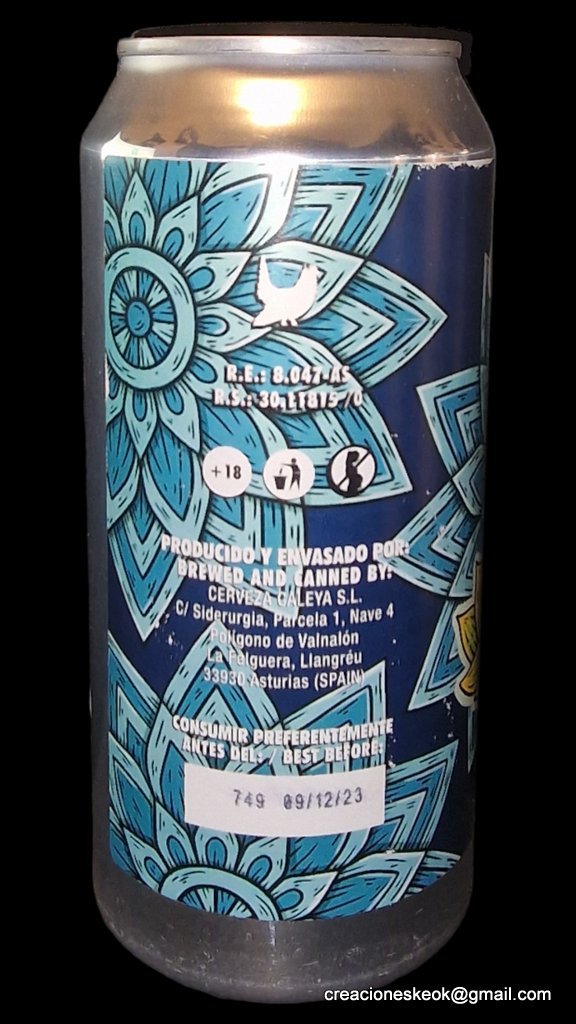 R.E.: 8.047-AS
R.S.: 30.
+18
PRODUCIDO Y ENVASADO POR:
BREWED AND CANNED BY:
CERVEZA CALEYA S.L.
C/ Siderurgia, Parcela 1, Nave 4
Polígono de Valnalón
La Felguera, Llangréu
33930 Asturias (SPAIN)
CONSUMIR PREFERENTEMENTE
ANTES DEL: / BEST BEFORE:
749 09/12/23
creacioneskeok@gmail.com